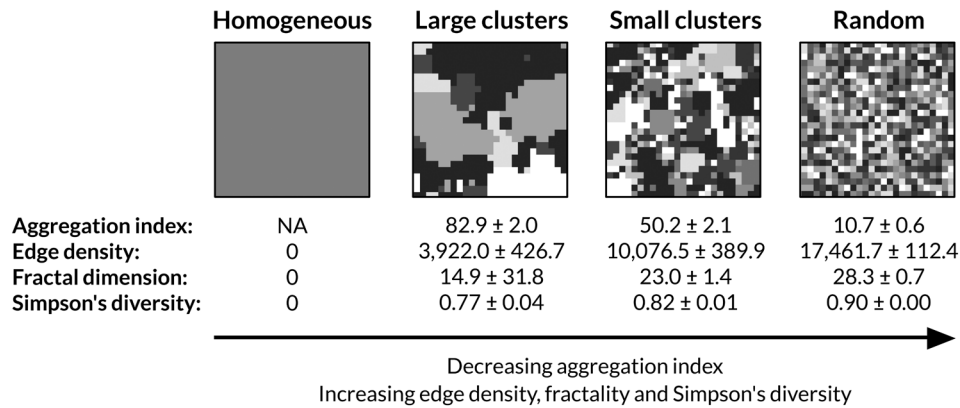 Homogeneous Large clusters Small clusters Random
Aggregation index: NA 82.9 ± 2.0 50.2 ± 2.1 10.7 ± 0.6
Edge density: 0 3,922.0 ± 426.7 10,076.5 ± 389.9 17,461.7 ± 112.4
Fractal dimension: 0 14.9 ± 31.8 23.0 ± 1.4 28.3 ± 0.7
Simpson's diversity: 0 0.77 ± 0.04 0.82 ± 0.01 0.90 ± 0.00
Decreasing aggregation index
Increasing edge density, fractality and Simpson's diversity